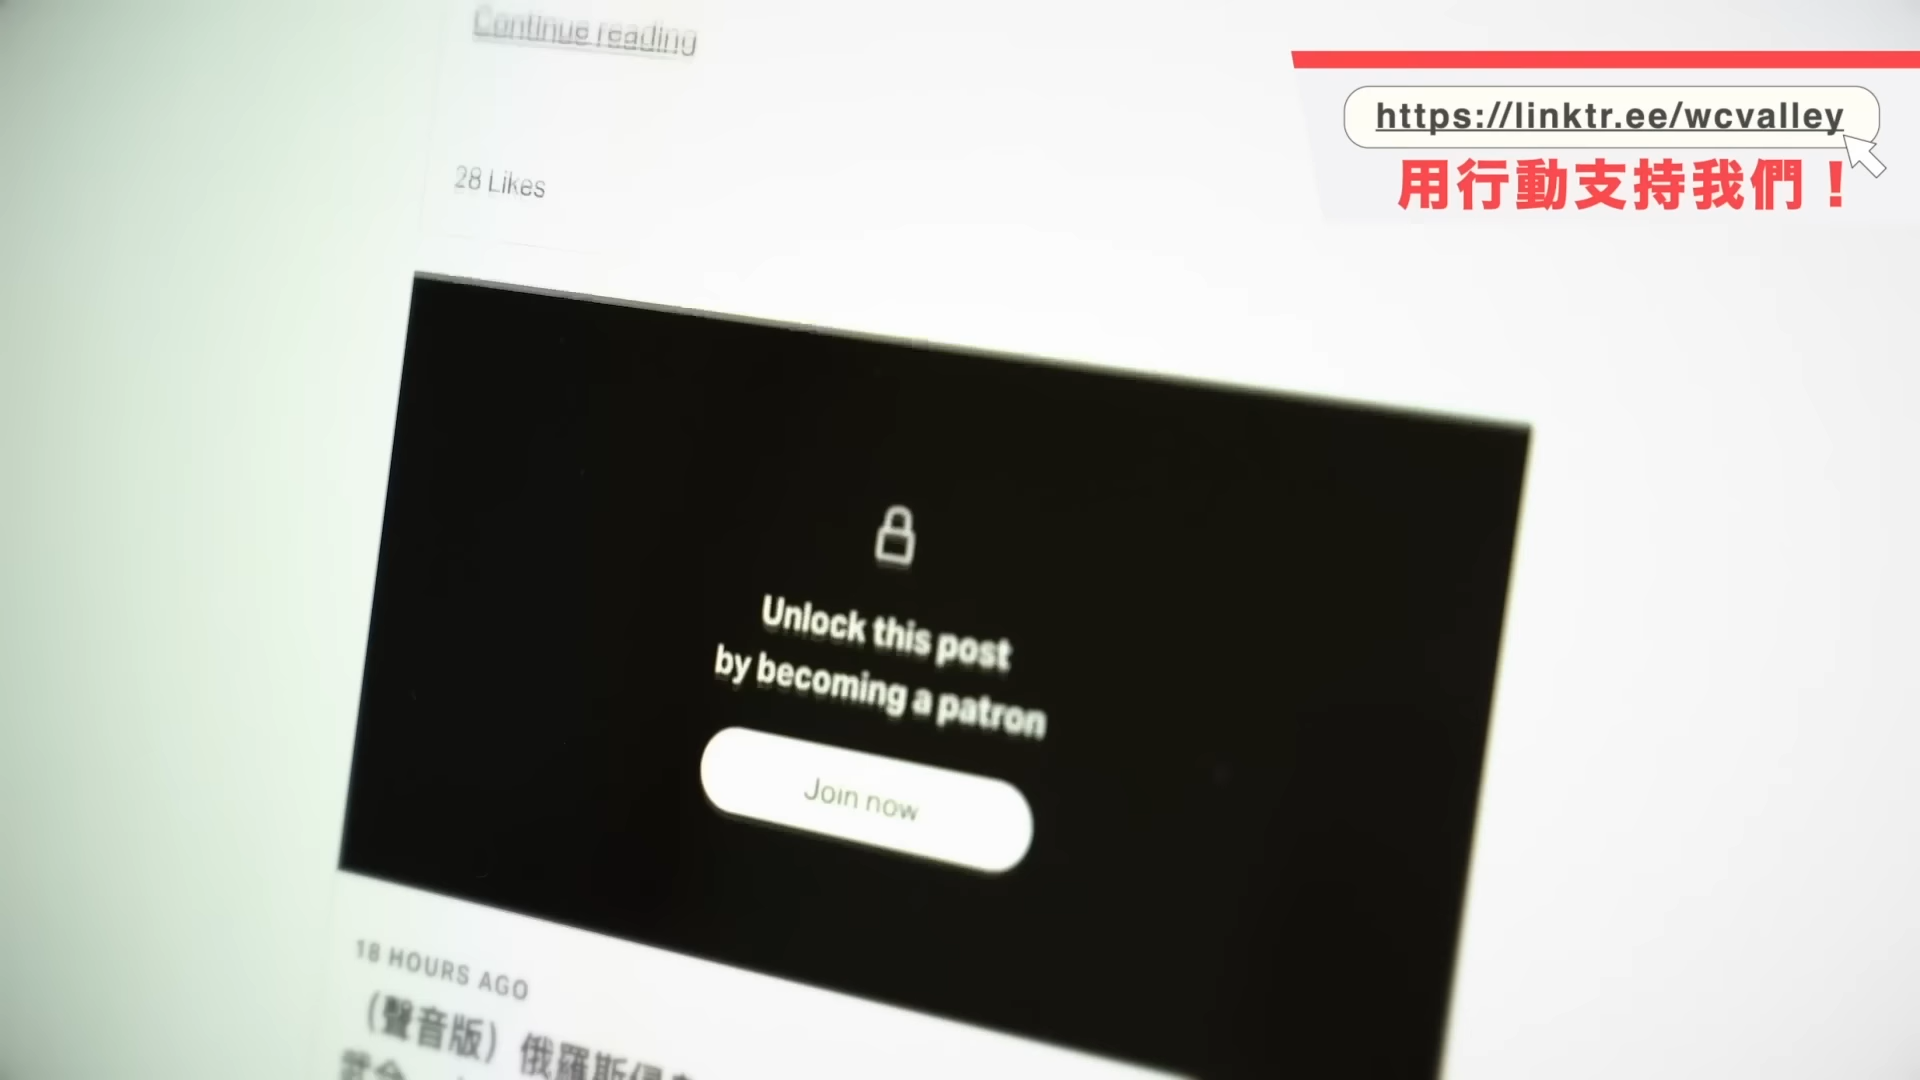 Continue reading
https://linktr.ee/wcvalley
用行動支持我們！
28 Likes
Unlock this post
by becoming a patron
Join now
18 HOURS AGO
（聲音版）俄羅斯侵